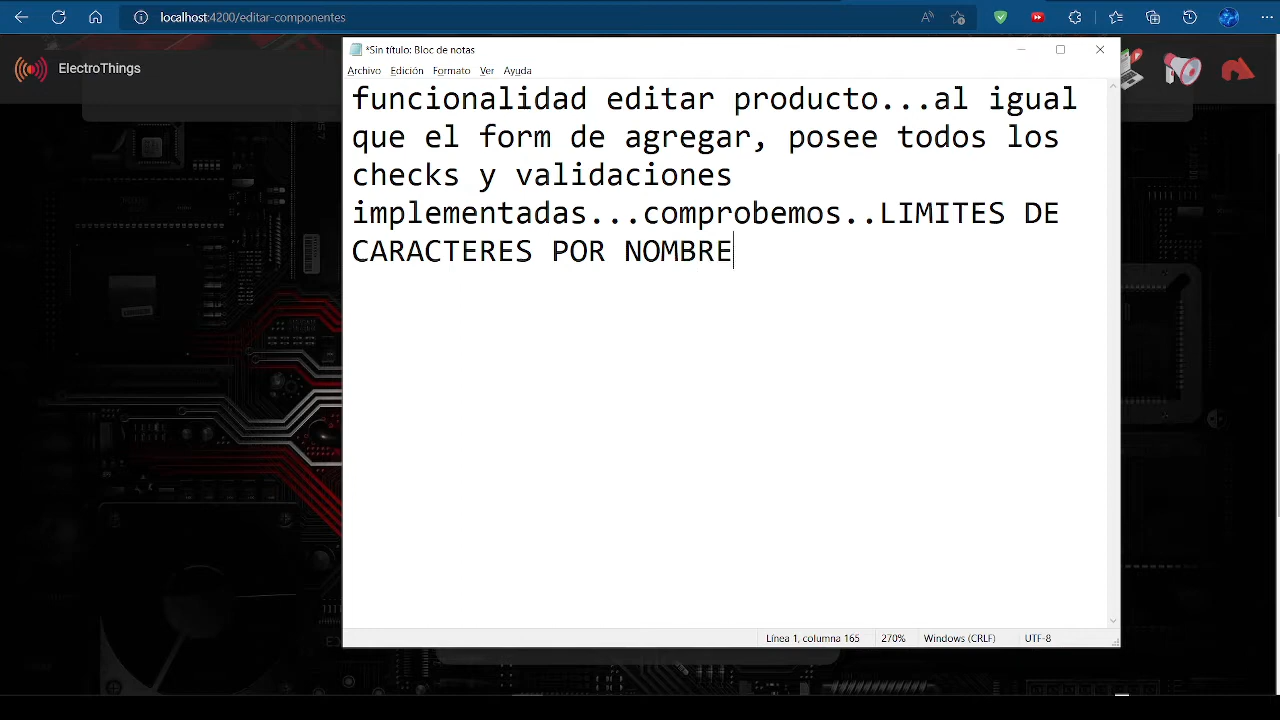 localhost:4200/editar-componentes
ElectroThings
*Sin título: Bloc de notas
Archivo Edición Formato Ver Ayuda
funcionalidad editar producto...al igual
que el form de agregar, posee todos los
checks y validaciones
implementadas...comprobemos..LIMITES DE
CARACTERES POR NOMBRE
Línea 1, columna 165 270% Windows (CRLF) UTF-8